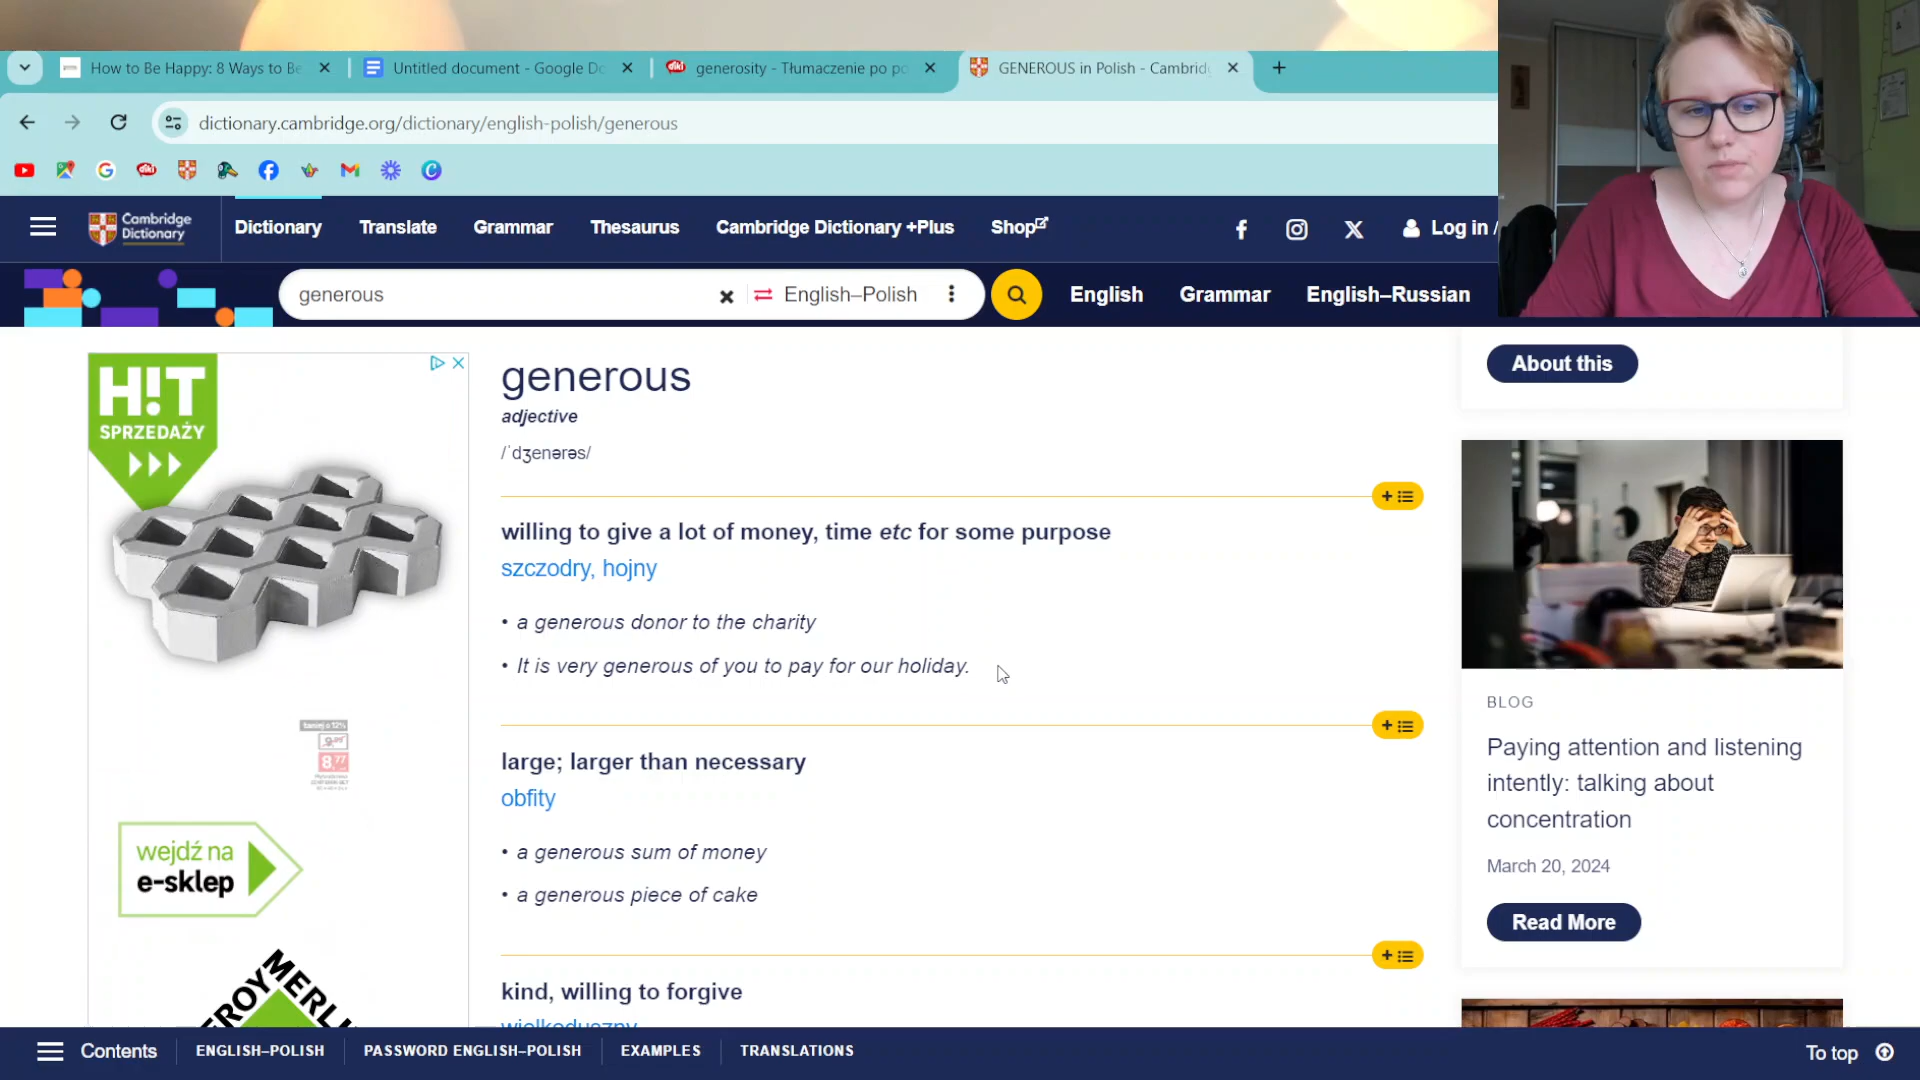 How to Be Happy: 8 Ways to Be
Untitled document - Google Do
generosity - Tłumaczenie po po
GENEROUS in Polish - Cambridg
dictionary.cambridge.org/dictionary/english-polish/generous
Cambridge Dictionary
Dictionary
Translate
Grammar
Thesaurus
Cambridge Dictionary +Plus
Shop
Log in /
generous
English–Polish
English
Grammar
English–Russian
H!T
SPRZEDAŻY
8,77
wejdź na
e-sklep
EROY MERLI
generous
adjective
/ˈdʒenərəs/
willing to give a lot of money, time etc for some purpose
szczodry, hojny
• a generous donor to the charity
• It is very generous of you to pay for our holiday.
large; larger than necessary
obfity
• a generous sum of money
• a generous piece of cake
kind, willing to forgive
wielkoduszny
About this
BLOG
Paying attention and listening
intently: talking about
concentration
March 20, 2024
Read More
Contents
ENGLISH–POLISH
PASSWORD ENGLISH–POLISH
EXAMPLES
TRANSLATIONS
To top